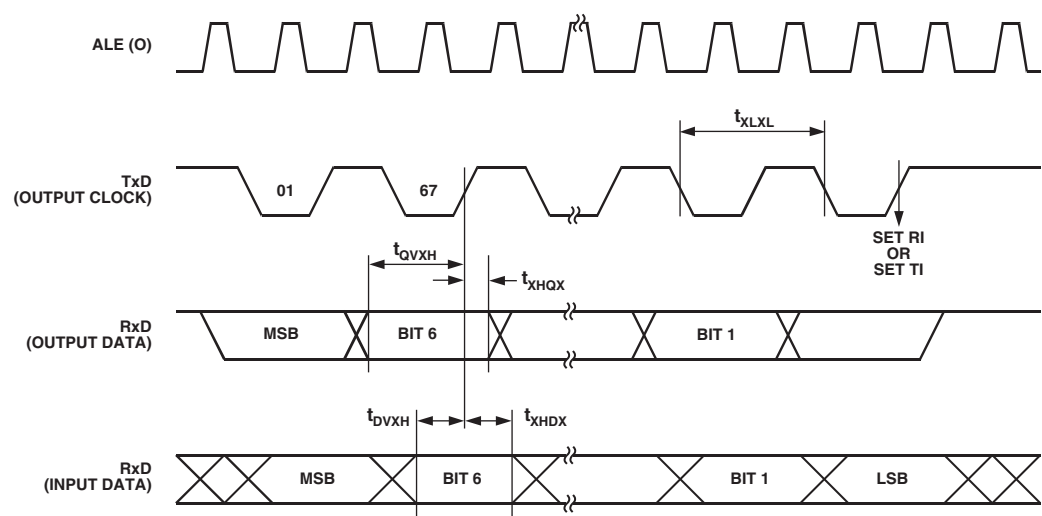 ALE (O)
t_XLXL
TxD
(OUTPUT CLOCK)
01
67
SET RI
OR
SET TI
t_QVXH
t_XHQX
RxD
(OUTPUT DATA)
MSB
BIT 6
BIT 1
t_DVXH
t_XHDX
RxD
(INPUT DATA)
MSB
BIT 6
BIT 1
LSB